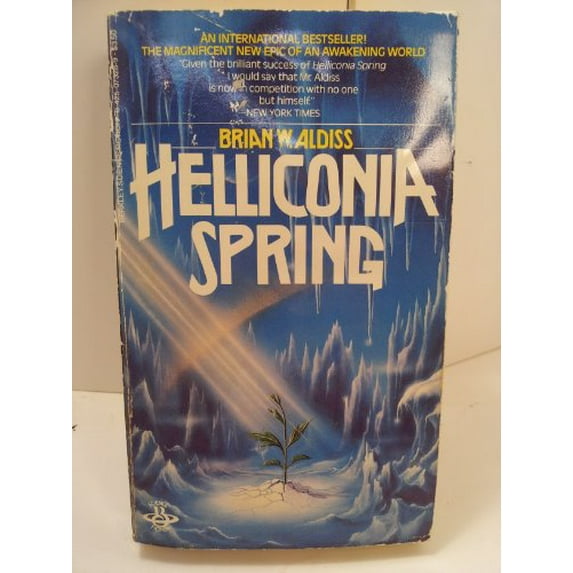 AN INTERNATIONAL BESTSELLER!
THE MAGNIFICENT NEW EPIC OF AN AWAKENING WORLD
"Given the brilliant success of Helliconia Spring
I would say that Mr. Aldiss
is now in competition with no one
but himself."
—NEW YORK TIMES
BRIAN W. ALDISS
HELLICONIA
SPRING